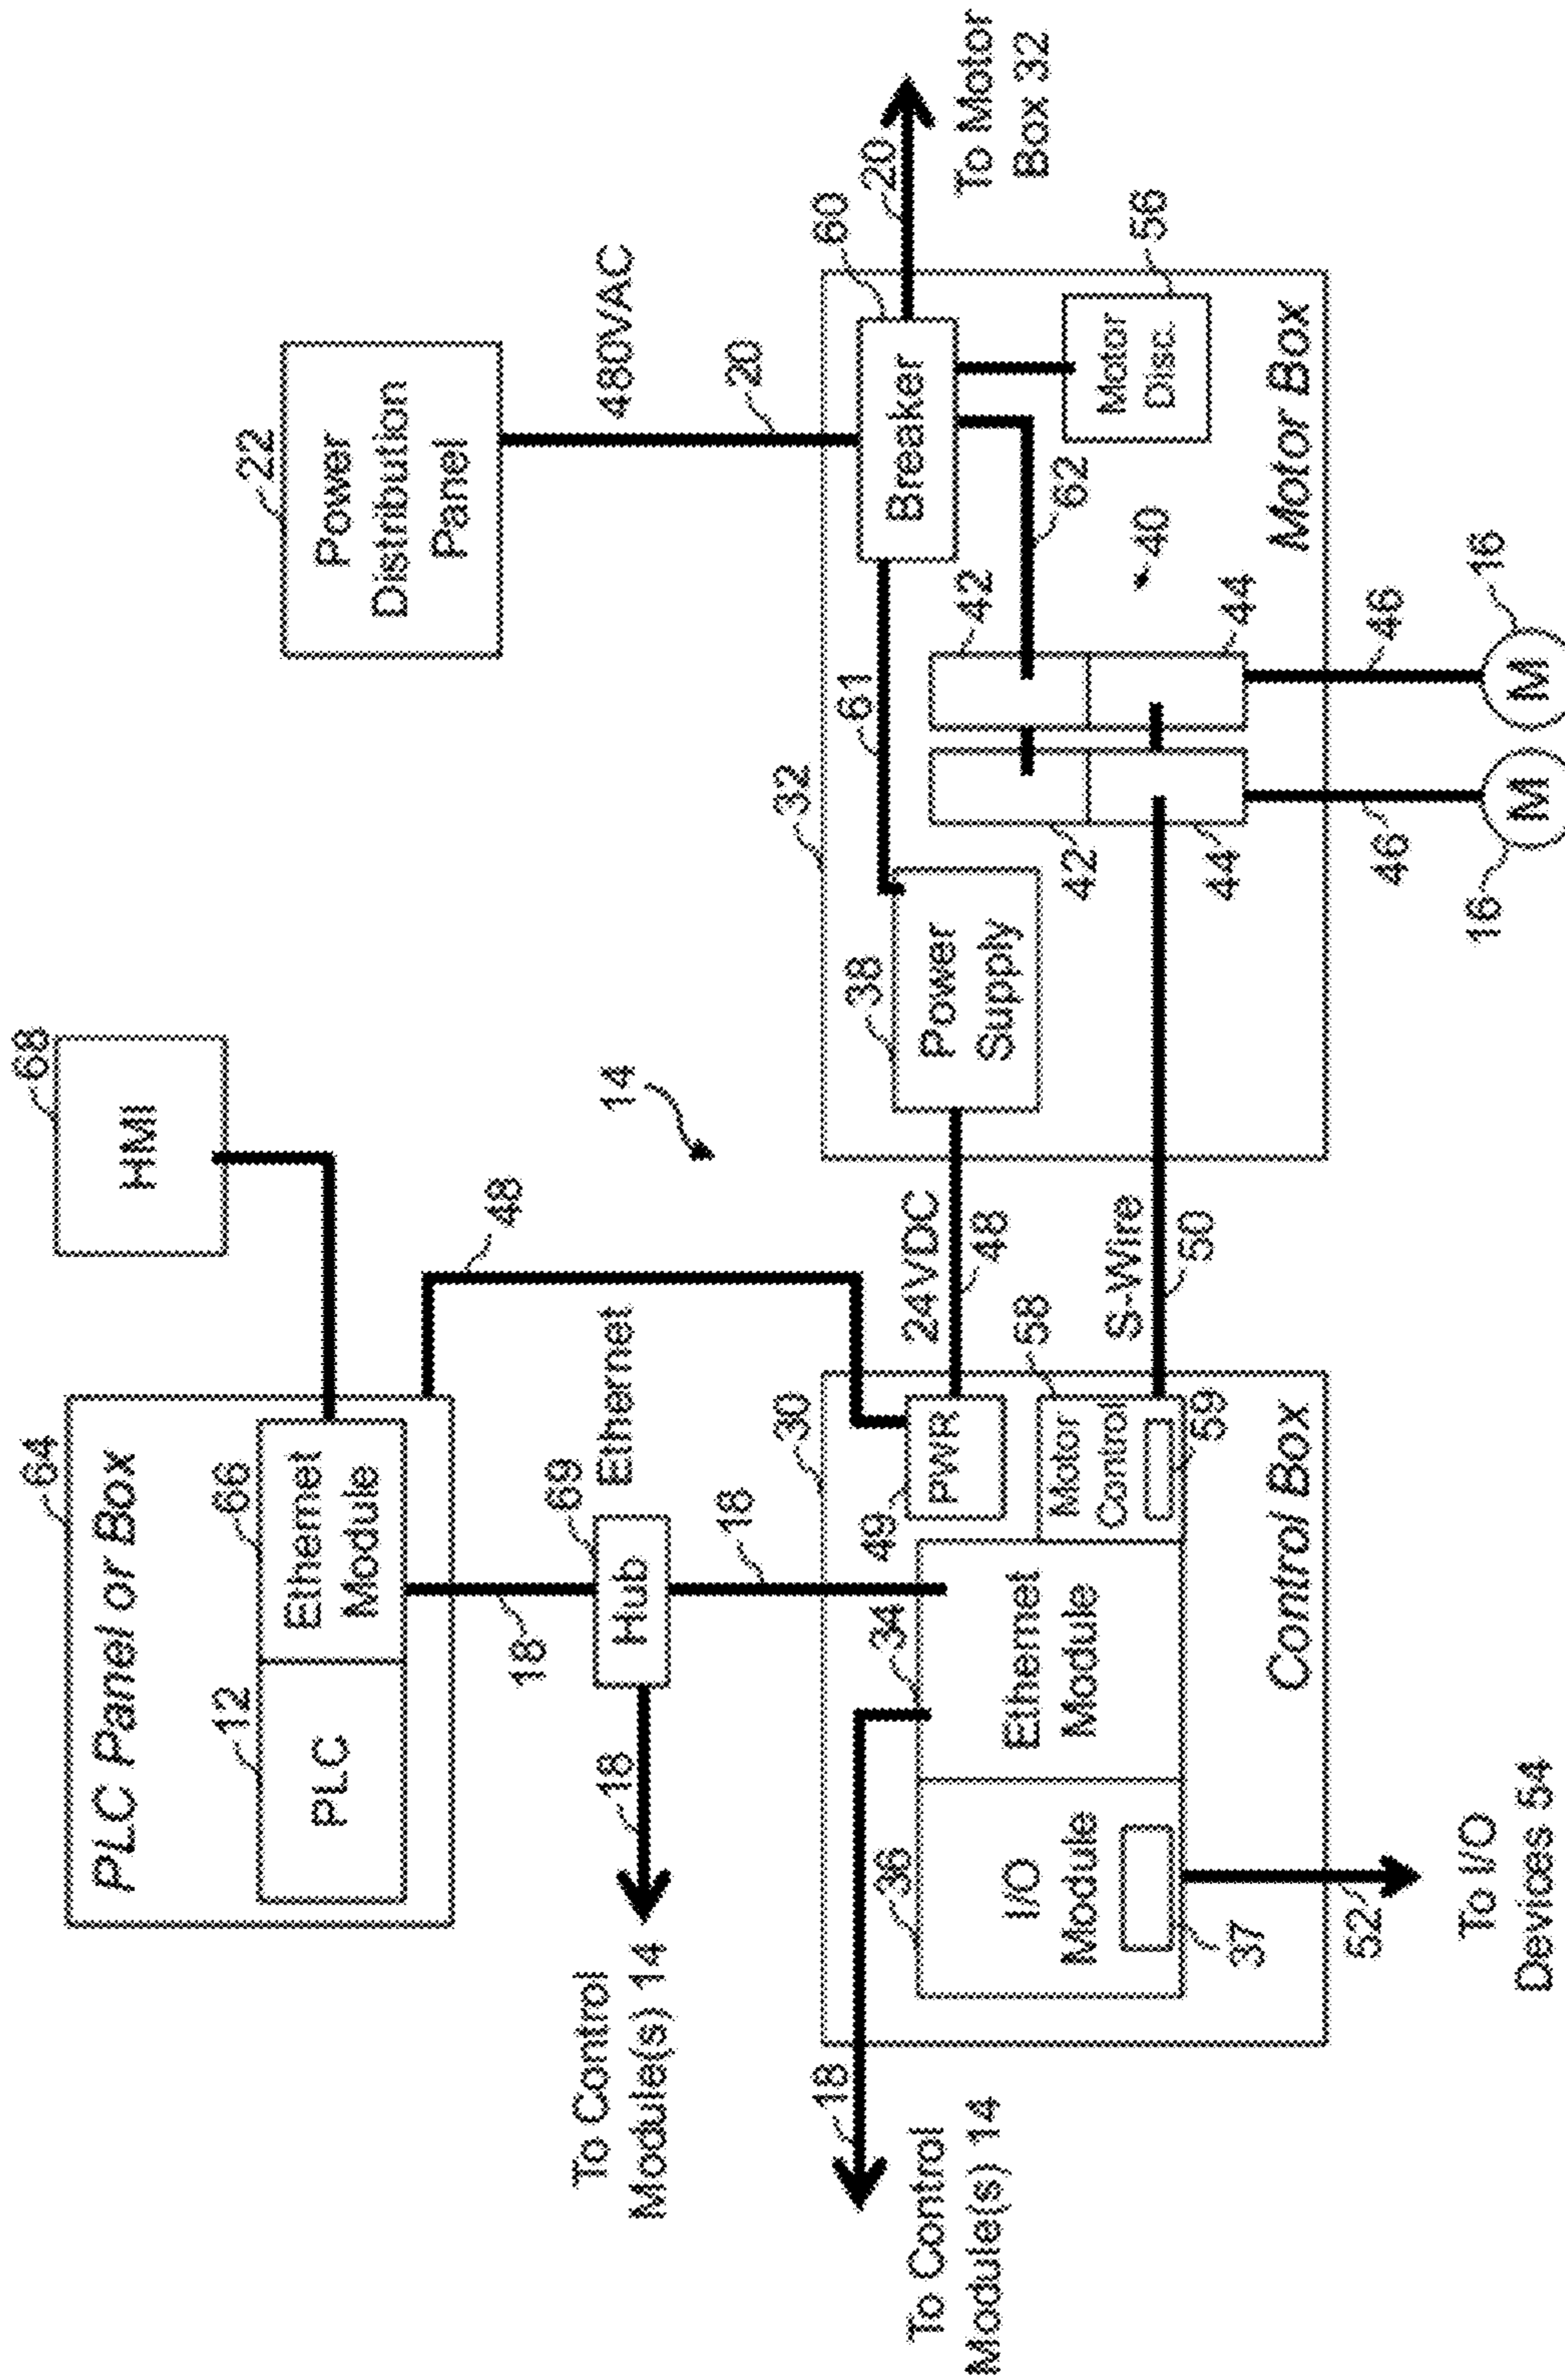 68
HMI
22
Power
Distribution
Panel
64
PLC Panel or Box
12
PLC
66
Ethernet
Module
48
480VAC
20
18
69
Hub
Ethernet
14
18
To Control
Module(s) 14
18
32
60
20
To Motor
Box 32
30
18
To Control
Module(s) 14
36
I/O
Module
37
34
Ethernet
Module
49
PWR
58
Motor
Control
59
24VDC
48
S-Wire
50
38
Power
Supply
61
Breaker
42
42
62
40
44
44
56
Motor
Disc.
Control Box
Motor Box
52
To I/O
Devices 54
46
46
16
M
M
16